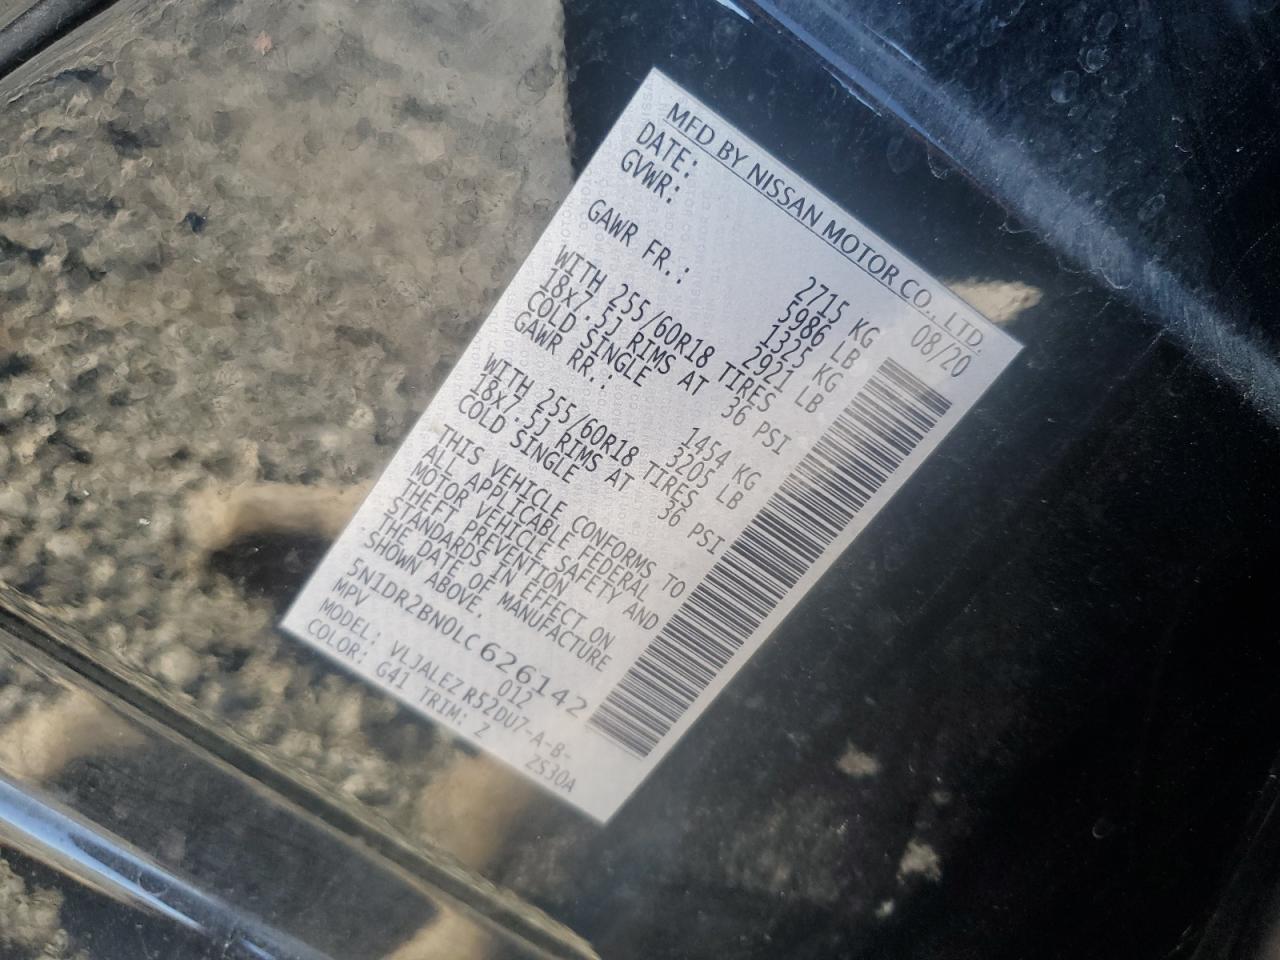 MFD BY NISSAN MOTOR CO., LTD.
DATE: 08/20
GVWR: 2715 KG
5986 LB
GAWR FR.: 1325 KG
2921 LB
WITH 255/60R18 TIRES
18x7.5J RIMS AT 36 PSI
COLD SINGLE
GAWR RR.: 1454 KG
3205 LB
WITH 255/60R18 TIRES
18x7.5J RIMS AT 36 PSI
COLD SINGLE
THIS VEHICLE CONFORMS TO
ALL APPLICABLE FEDERAL
MOTOR VEHICLE SAFETY AND
THEFT PREVENTION
STANDARDS IN EFFECT ON
THE DATE OF MANUFACTURE
SHOWN ABOVE.
5N1DR2BN0LC626142
MPV 012
MODEL: VLJALEZ R52DU7-A-B-
COLOR: G41 TRIM: Z ZS30A